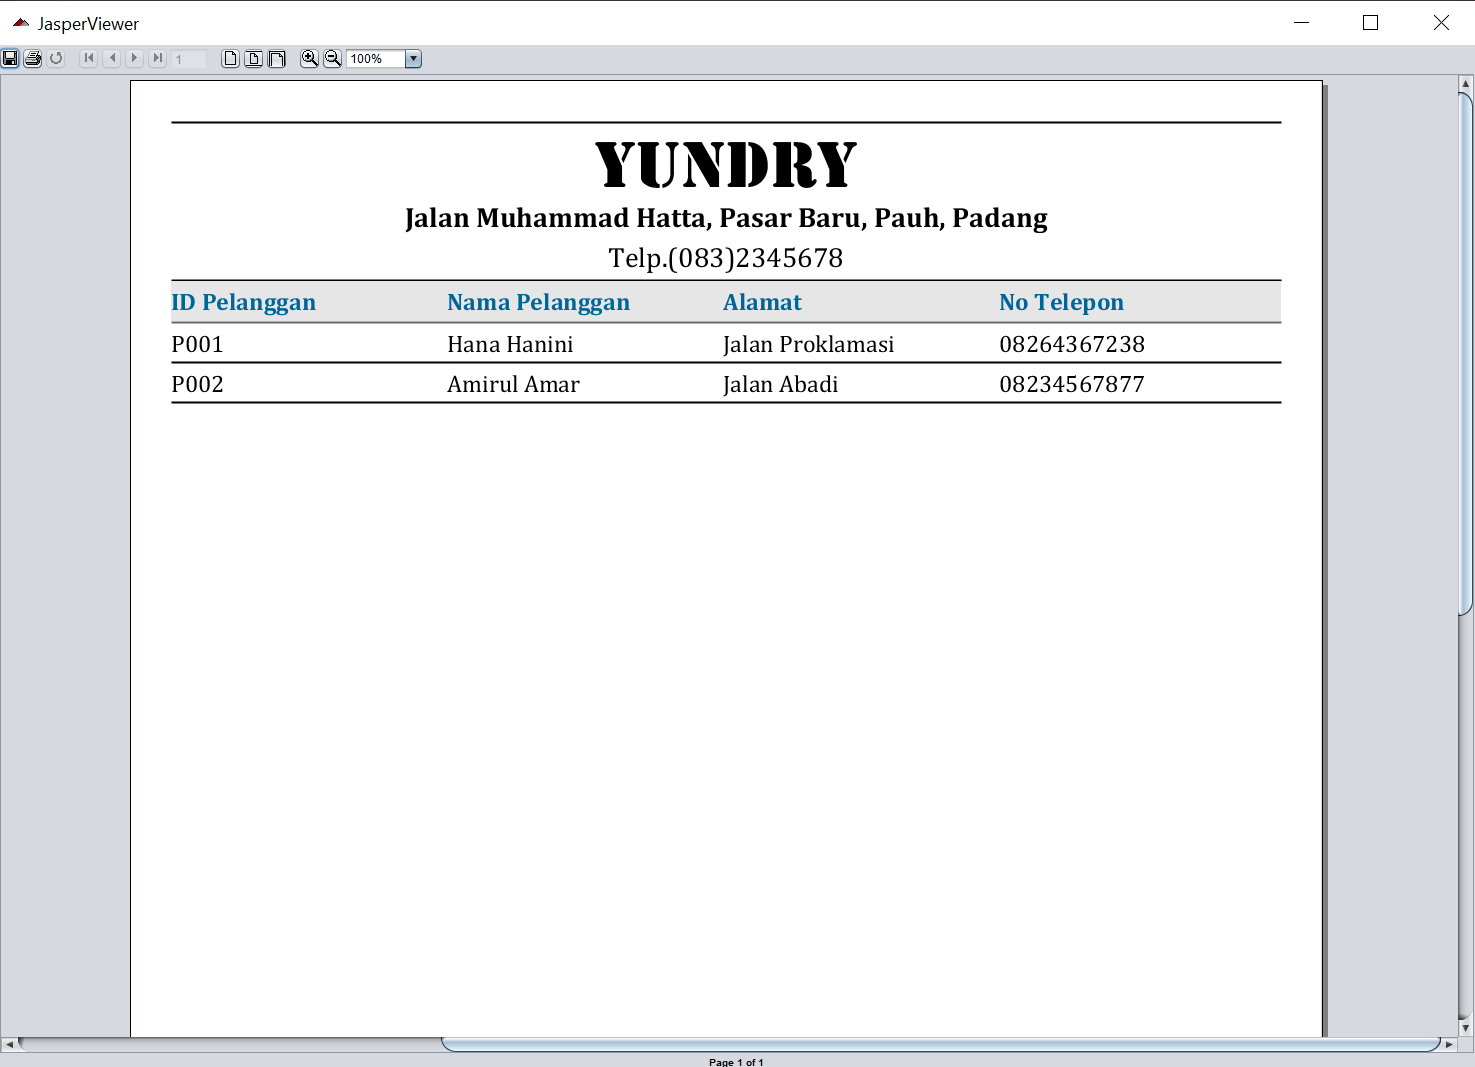 JasperViewer
1
100%
YUNDRY
Jalan Muhammad Hatta, Pasar Baru, Pauh, Padang
Telp.(083)2345678
ID Pelanggan Nama Pelanggan Alamat No Telepon
P001 Hana Hanini Jalan Proklamasi 08264367238
P002 Amirul Amar Jalan Abadi 08234567877
Page 1 of 1